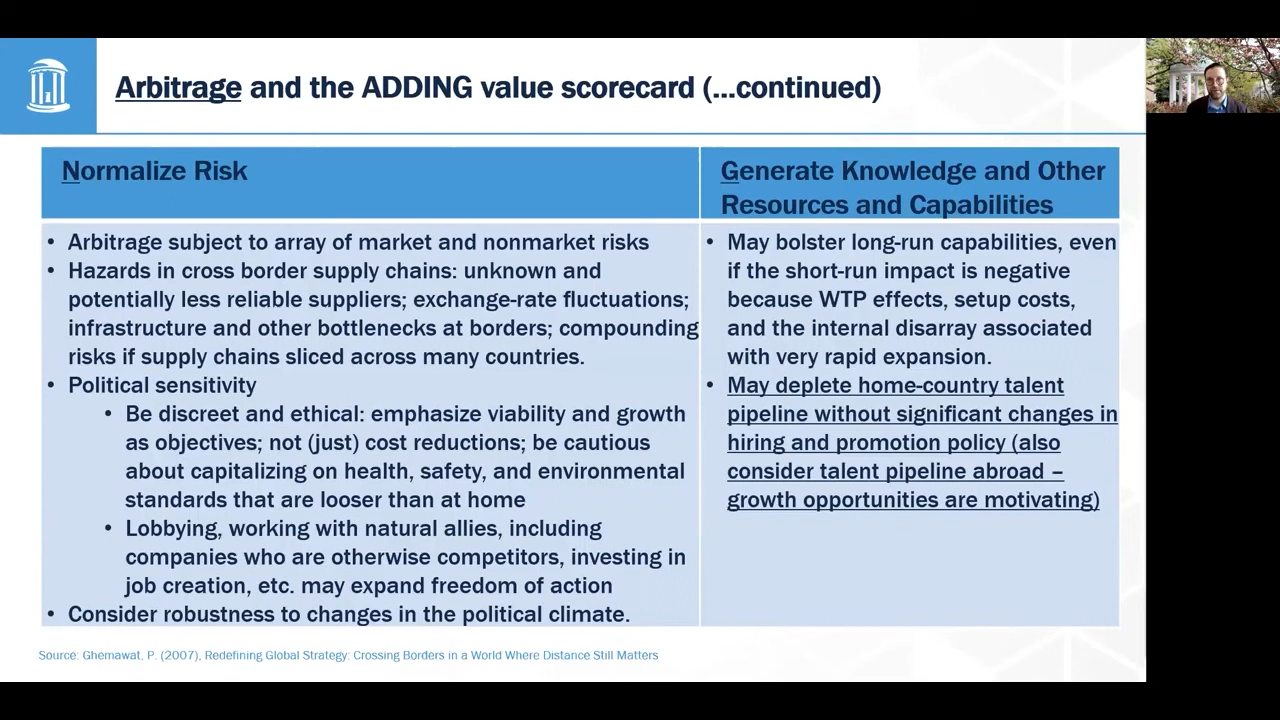 Arbitrage and the ADDING value scorecard (...continued)
Normalize Risk
• Arbitrage subject to array of market and nonmarket risks
• Hazards in cross border supply chains: unknown and
potentially less reliable suppliers; exchange-rate fluctuations;
infrastructure and other bottlenecks at borders; compounding
risks if supply chains sliced across many countries.
• Political sensitivity
• Be discreet and ethical: emphasize viability and growth
as objectives; not (just) cost reductions; be cautious
about capitalizing on health, safety, and environmental
standards that are looser than at home
• Lobbying, working with natural allies, including
companies who are otherwise competitors, investing in
job creation, etc. may expand freedom of action
• Consider robustness to changes in the political climate.
Generate Knowledge and Other
Resources and Capabilities
• May bolster long-run capabilities, even
if the short-run impact is negative
because WTP effects, setup costs,
and the internal disarray associated
with very rapid expansion.
• May deplete home-country talent
pipeline without significant changes in
hiring and promotion policy (also
consider talent pipeline abroad –
growth opportunities are motivating)
Source: Ghemawat, P. (2007), Redefining Global Strategy: Crossing Borders in a World Where Distance Still Matters